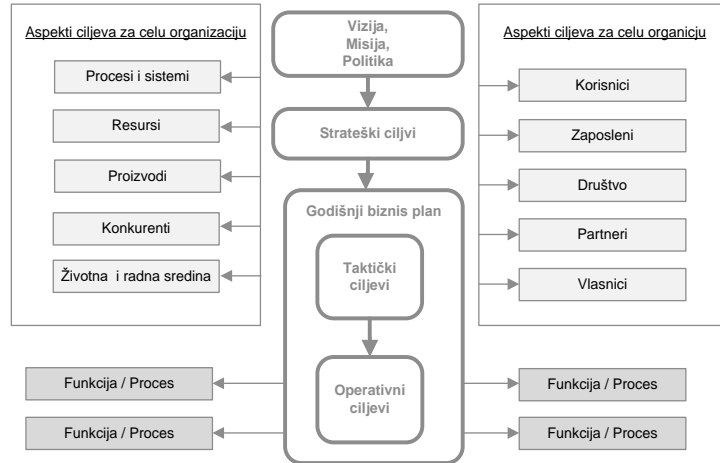 Aspekti ciljeva za celu organizaciju
Procesi i sistemi
Resursi
Proizvodi
Konkurenti
Životna i radna sredina
Vizija,
Misija,
Politika
Strateški ciljvi
Godišnji biznis plan
Taktički
ciljevi
Operativni
ciljevi
Aspekti ciljeva za celu organicju
Korisnici
Zaposleni
Društvo
Partneri
Vlasnici
Funkcija / Proces
Funkcija / Proces
Funkcija / Proces
Funkcija / Proces